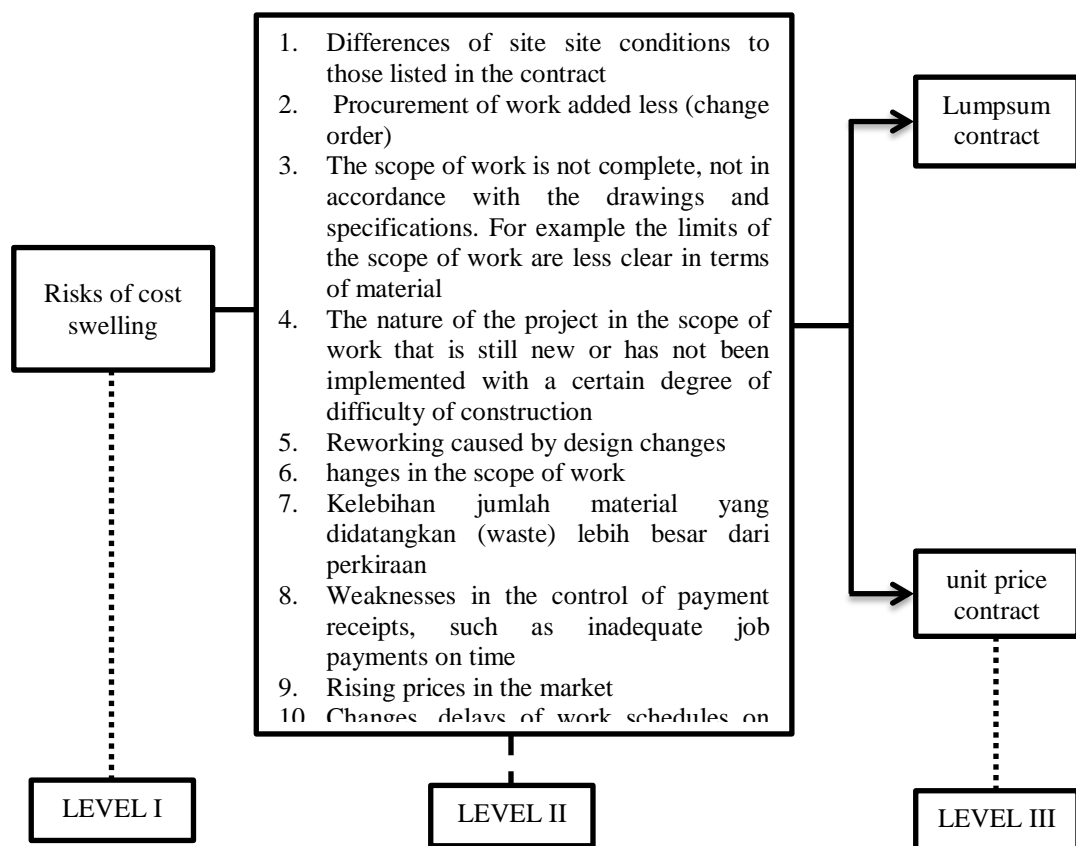 Risks of cost
swelling
1. Differences of site site conditions to
those listed in the contract
2. Procurement of work added less (change
order)
3. The scope of work is not complete, not in
accordance with the drawings and
specifications. For example the limits of
the scope of work are less clear in terms
of material
4. The nature of the project in the scope of
work that is still new or has not been
implemented with a certain degree of
difficulty of construction
5. Reworking caused by design changes
6. hanges in the scope of work
7. Kelebihan jumlah material yang
didatangkan (waste) lebih besar dari
perkiraan
8. Weaknesses in the control of payment
receipts, such as inadequate job
payments on time
9. Rising prices in the market
10. Changes, delays of work schedules on
Lumpsum
contract
unit price
contract
LEVEL I
LEVEL II
LEVEL III